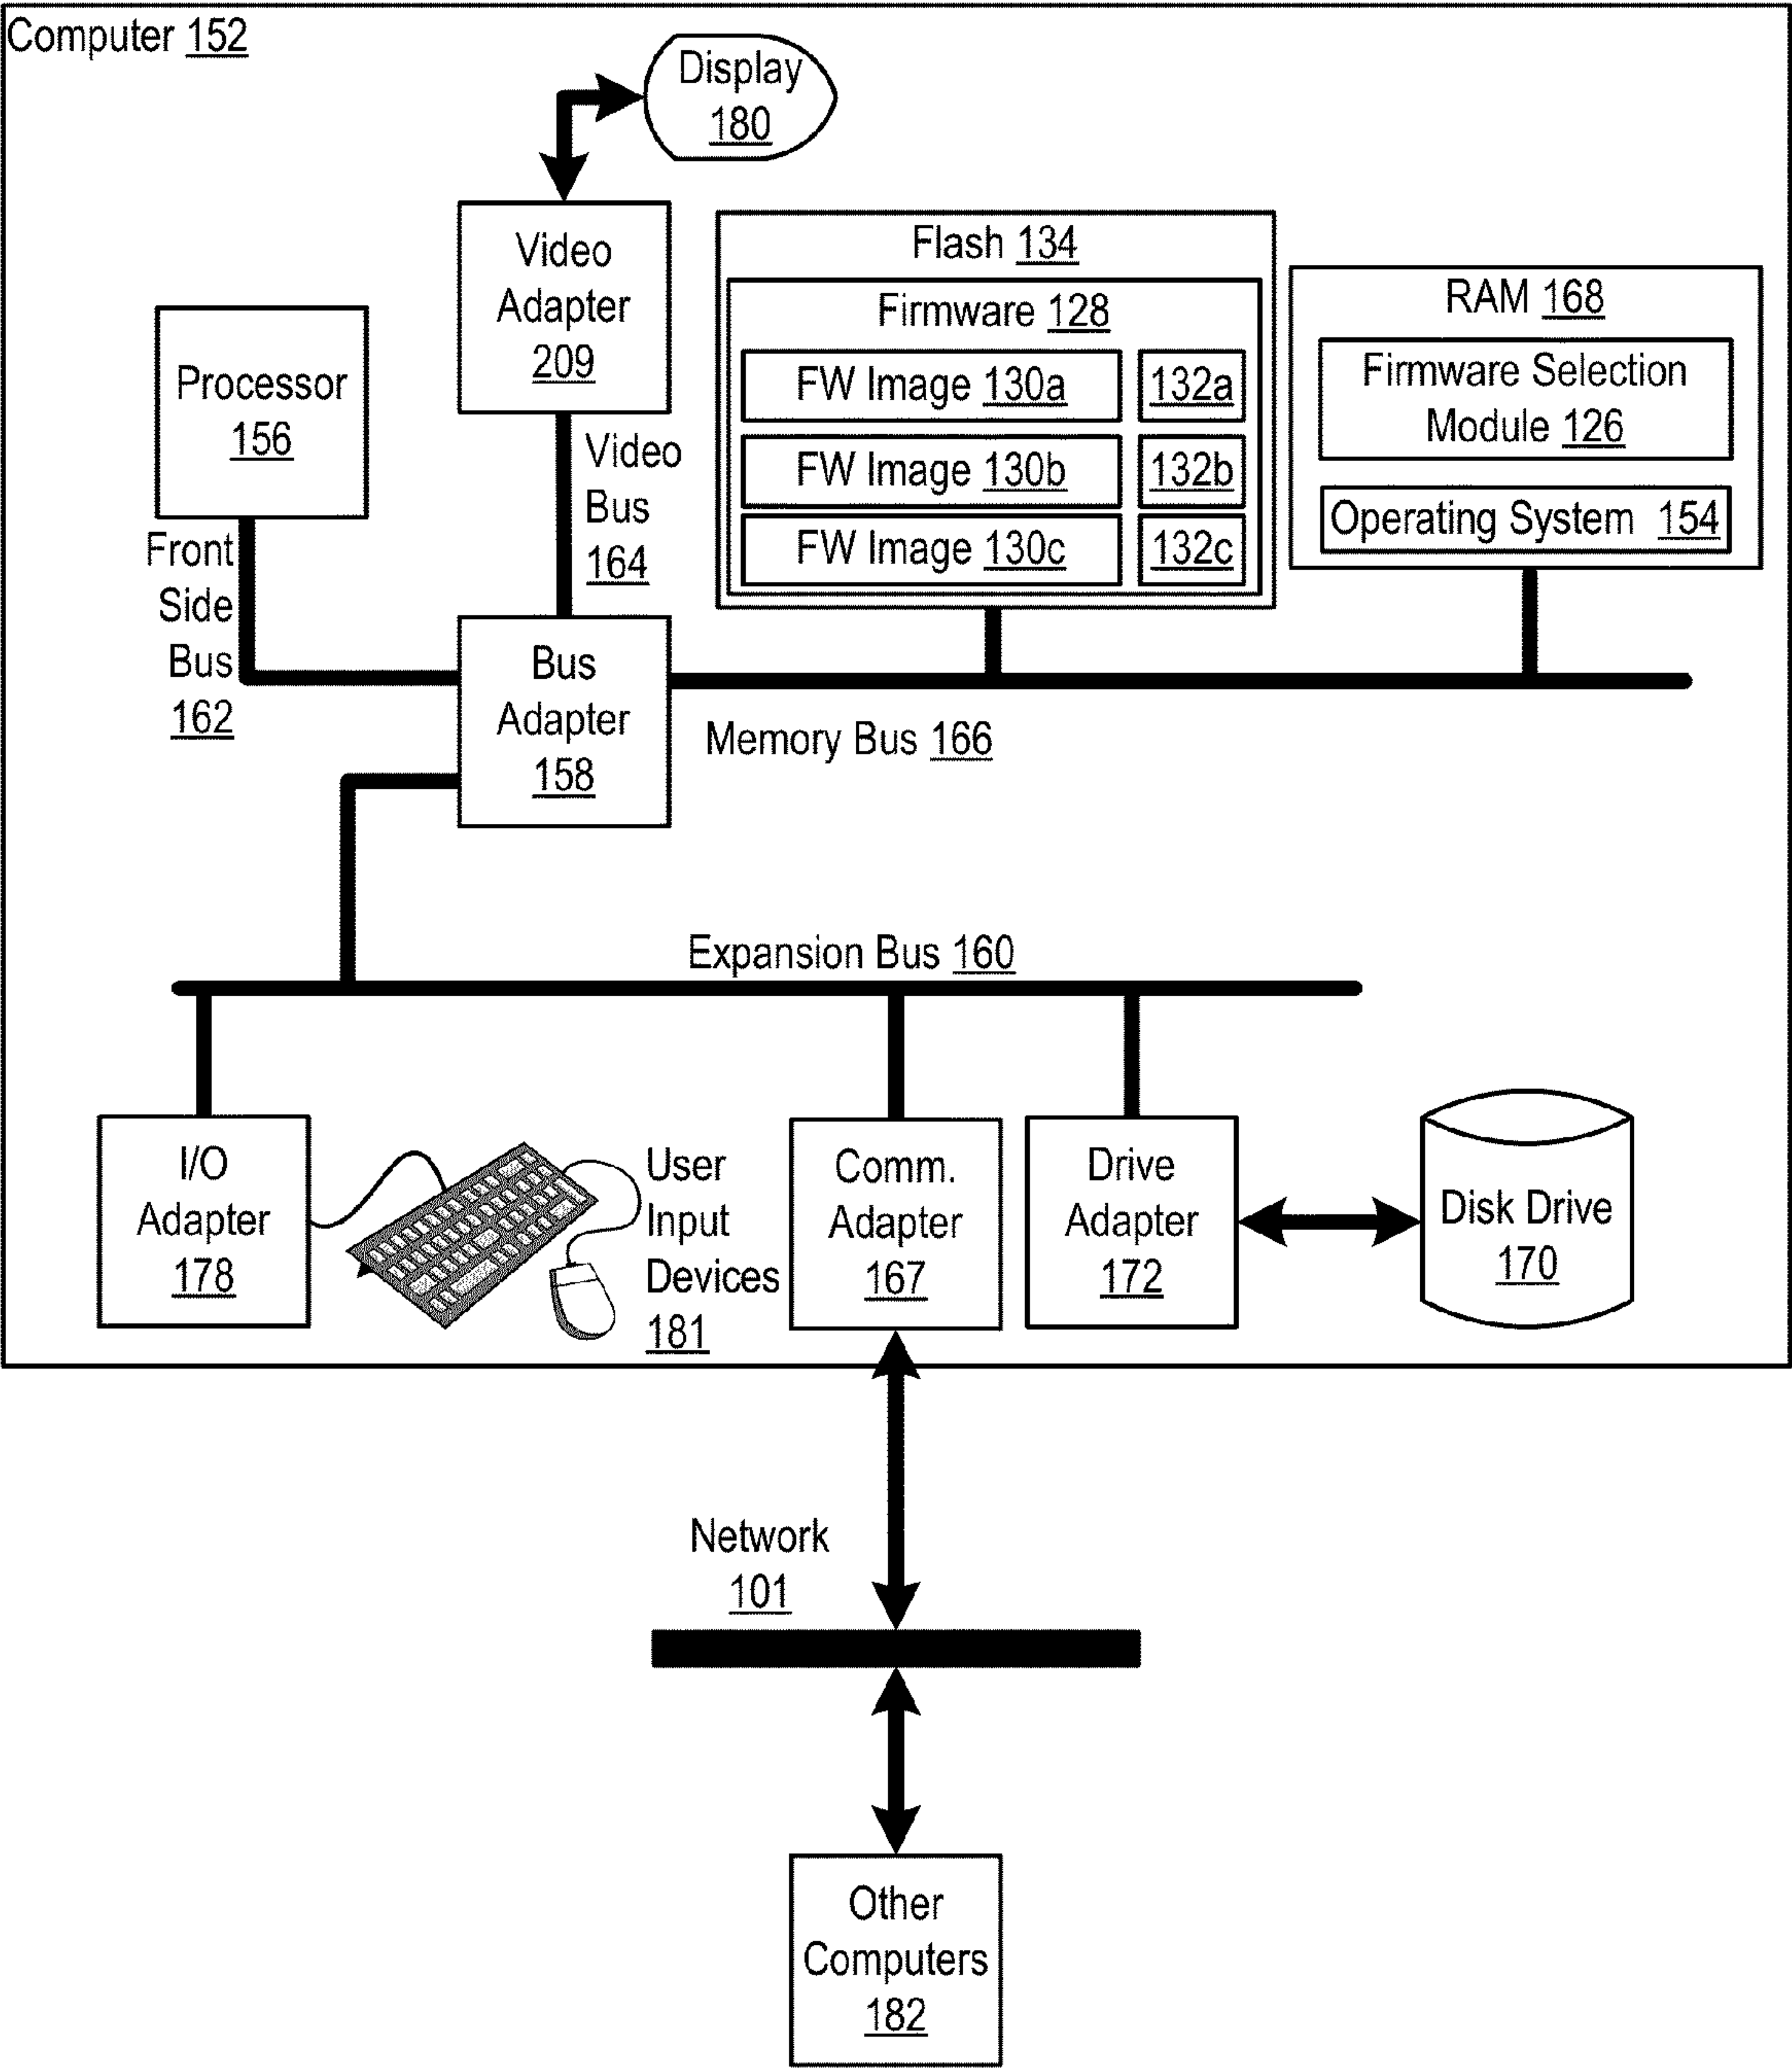 Computer 152
Display
180
Video
Adapter
209
Flash 134
Firmware 128
FW Image 130a
132a
FW Image 130b
132b
FW Image 130c
132c
RAM 168
Firmware Selection
Module 126
Operating System 154
Processor
156
Video
Bus
164
Front
Side
Bus
162
Bus
Adapter
158
Memory Bus 166
Expansion Bus 160
I/O
Adapter
178
User
Input
Devices
181
Comm.
Adapter
167
Drive
Adapter
172
Disk Drive
170
Network
101
Other
Computers
182